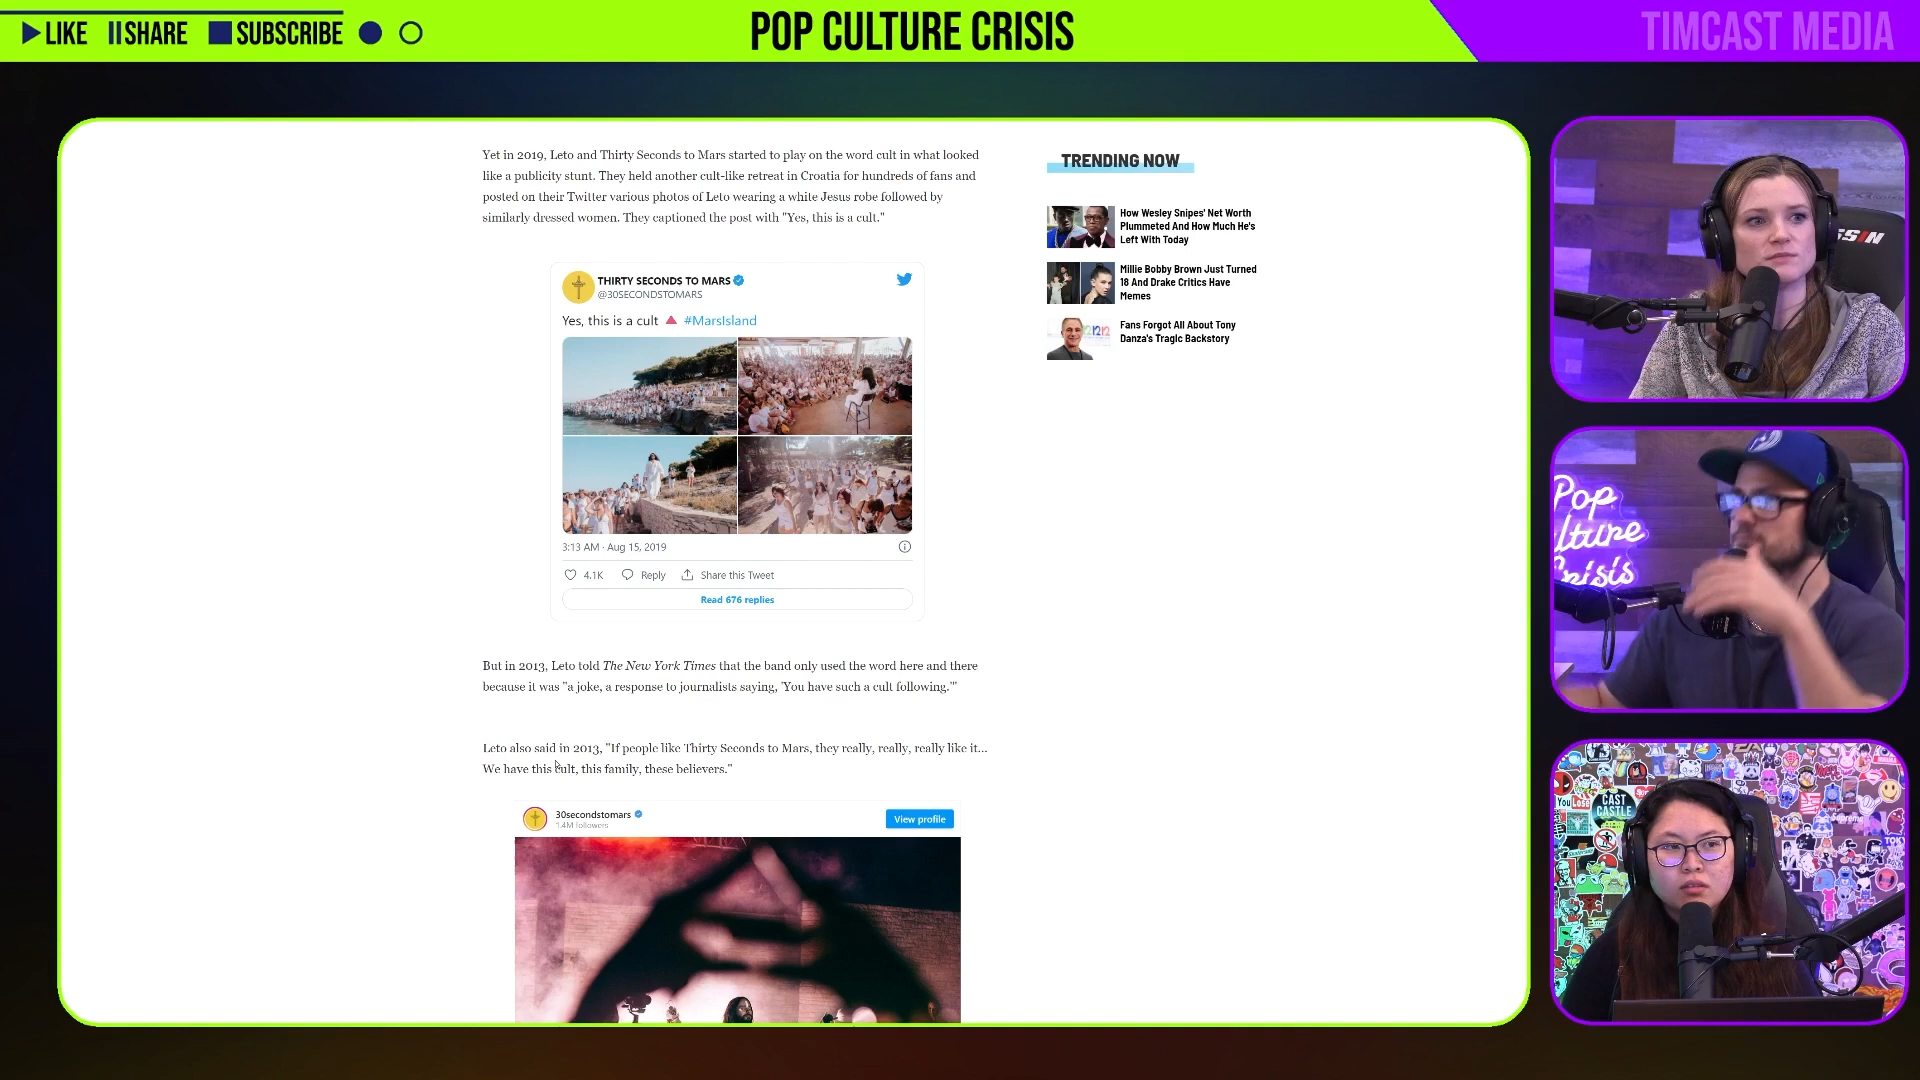 LIKE SHARE SUBSCRIBE
POP CULTURE CRISIS
TIMCAST MEDIA
Yet in 2019, Leto and Thirty Seconds to Mars started to play on the word cult in what looked
like a publicity stunt. They held another cult-like retreat in Croatia for hundreds of fans and
posted on their Twitter various photos of Leto wearing a white Jesus robe followed by
similarly dressed women. They captioned the post with "Yes, this is a cult."
THIRTY SECONDS TO MARS
@30SECONDSTOMARS
Yes, this is a cult #MarsIsland
3:13 AM · Aug 15, 2019
4.1K Reply Share this Tweet
Read 676 replies
But in 2013, Leto told The New York Times that the band only used the word here and there
because it was "a joke, a response to journalists saying, 'You have such a cult following.'"
Leto also said in 2013, "If people like Thirty Seconds to Mars, they really, really, really like it...
We have this cult, this family, these believers."
30secondstomars
1.4M followers
View profile
TRENDING NOW
How Wesley Snipes' Net Worth
Plummeted And How Much He's
Left With Today
Millie Bobby Brown Just Turned
18 And Drake Critics Have
Memes
Fans Forgot All About Tony
Danza's Tragic Backstory
SSIN
Pop
lture
risis
You Lose
CAST
CASTLE
Supreme